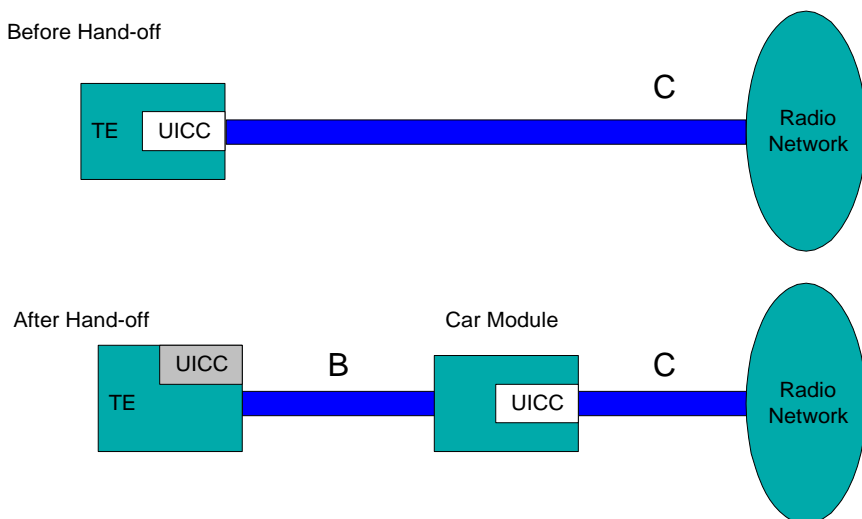 Before Hand-off
C
TE
UICC
Radio
Network
After Hand-off
Car Module
UICC
B
C
TE
UICC
Radio
Network